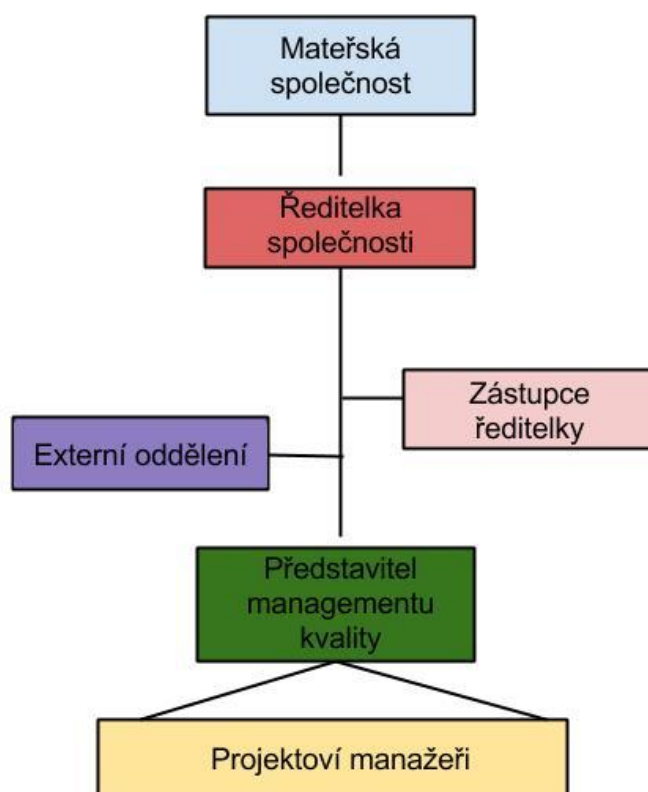 Mateřská
společnost
Ředitelka
společnosti
Zástupce
ředitelky
Externí oddělení
Představitel
managementu
kvality
Projektoví manažeři